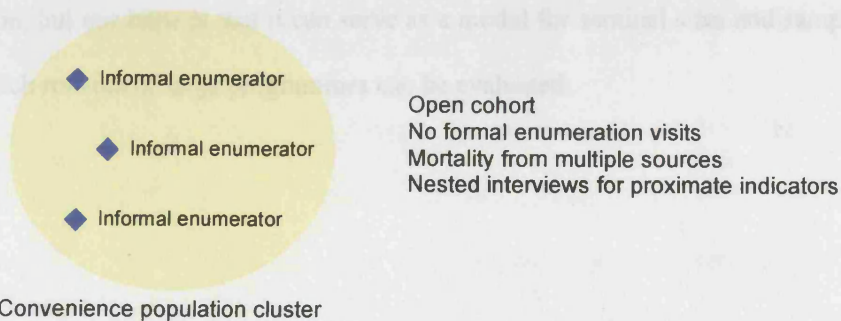 Informal enumerator
Informal enumerator
Informal enumerator
Open cohort
No formal enumeration visits
Mortality from multiple sources
Nested interviews for proximate indicators
Convenience population cluster